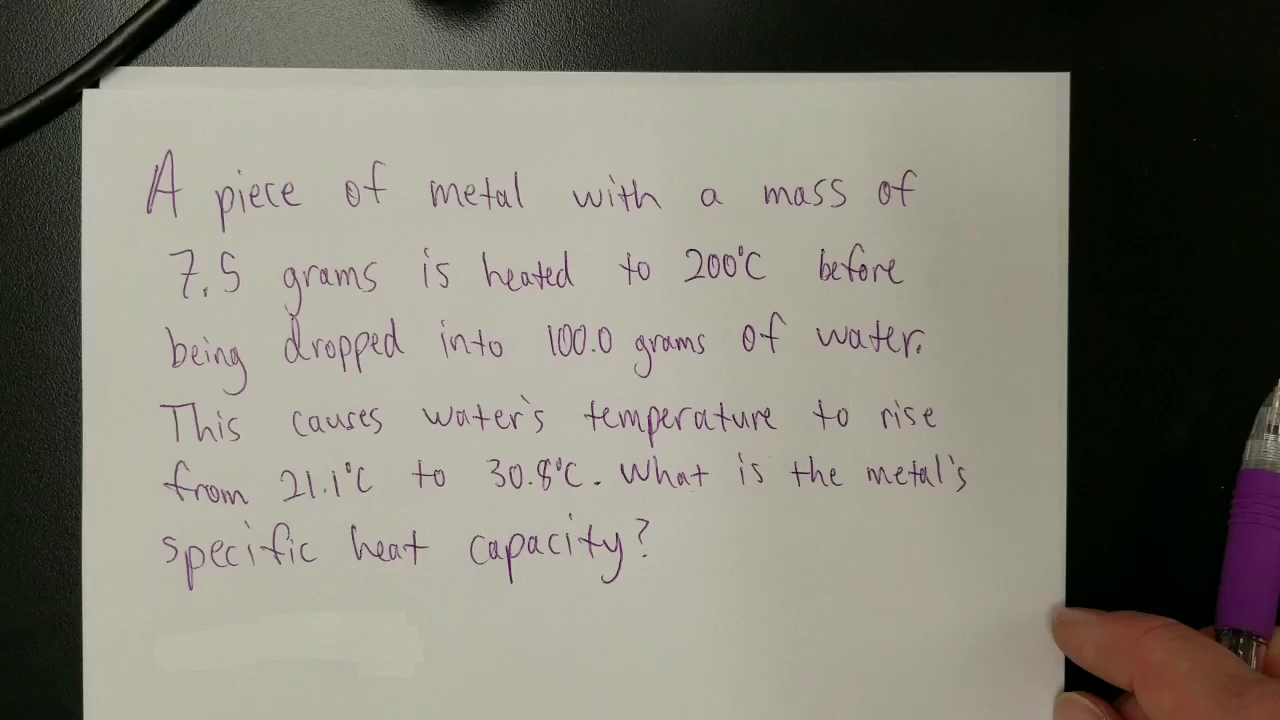 A piece of metal with a mass of
7.5 grams is heated to 200°C before
being dropped into 100.0 grams of water.
This causes water's temperature to rise
from 21.1°C to 30.8°C. What is the metal's
specific heat capacity?